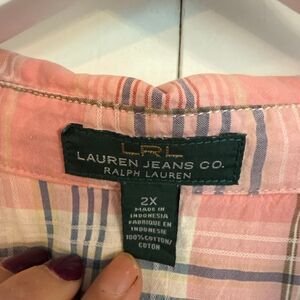 LRL
LAUREN JEANS CO.
RALPH LAUREN
2X
MADE IN
INDONESIA
FABRIQUE EN
INDONESIE
100% COTTON/
COTON